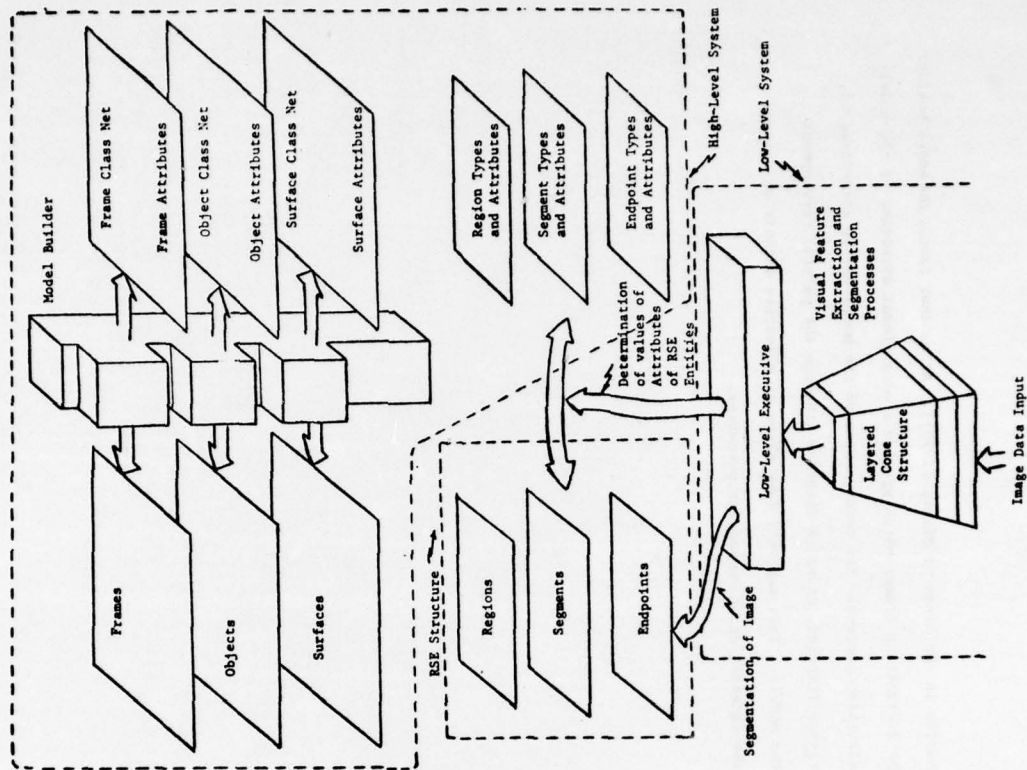 Model Builder
Frame Class Net
Frame Attributes
Object Class Net
Object Attributes
Surface Class Net
Surface Attributes
Frames
Objects
Surfaces
RSE Structure
Regions
Segments
Endpoints
Region Types
and Attributes
Segment Types
and Attributes
Endpoint Types
and Attributes
High-Level System
Low-Level System
Determination
of values of
Attributes
of RSE
Entities
Segmentation of Image
Low-Level Executive
Visual Feature
Extraction and
Segmentation
Processes
Layered
Cone
Structure
Image Data Input